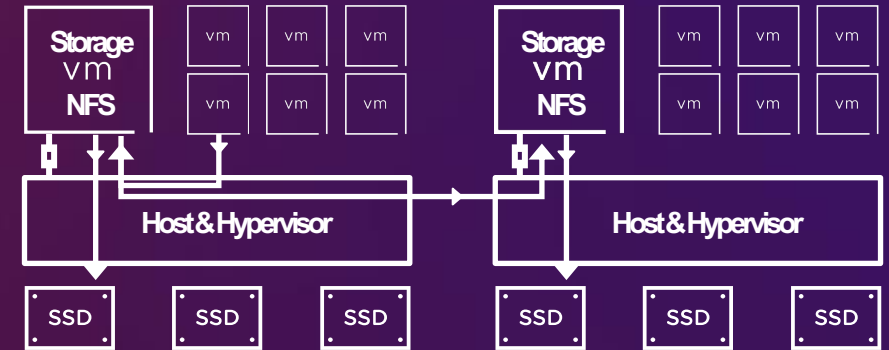 Storage
vm
NFS
vm vm vm
vm vm vm
Storage
vm
NFS
vm vm vm
vm vm vm
Host & Hypervisor
Host & Hypervisor
SSD SSD SSD
SSD SSD SSD